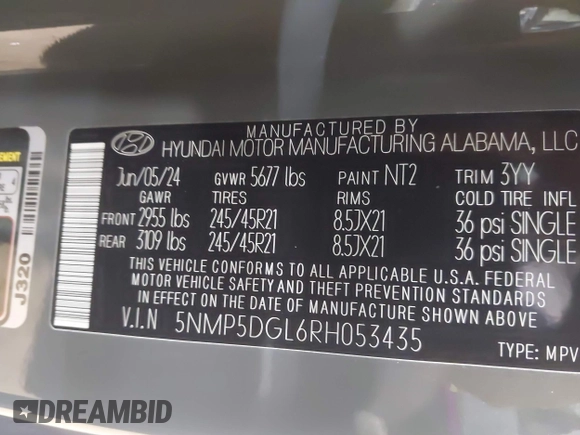 MANUFACTURED BY
HYUNDAI MOTOR MANUFACTURING ALABAMA, LLC
Jun/05/24 GVWR 5677 lbs PAINT NT2 TRIM 3YY
GAWR TIRES RIMS COLD TIRE INFL
FRONT 2955 lbs 245/45R21 8.5JX21 36 psi SINGLE
REAR 3109 lbs 245/45R21 8.5JX21 36 psi SINGLE
THIS VEHICLE CONFORMS TO ALL APPLICABLE U.S.A. FEDERAL
MOTOR VEHICLE SAFETY, BUMPER, AND THEFT PREVENTION STANDARDS
IN EFFECT ON THE DATE OF MANUFACTURE SHOWN ABOVE.
V.I.N 5NMP5DGL6RH053435
TYPE: MPV
J320
DREAMBID